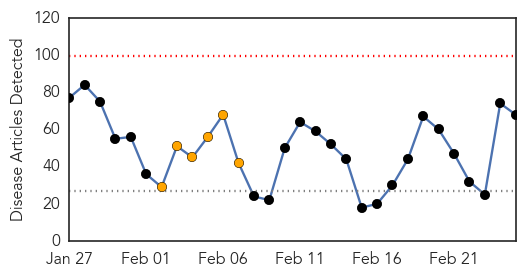 Disease Articles Detected
120
100
80
60
40
20
0
Jan 27
Feb 01
Feb 06
Feb 11
Feb 16
Feb 21